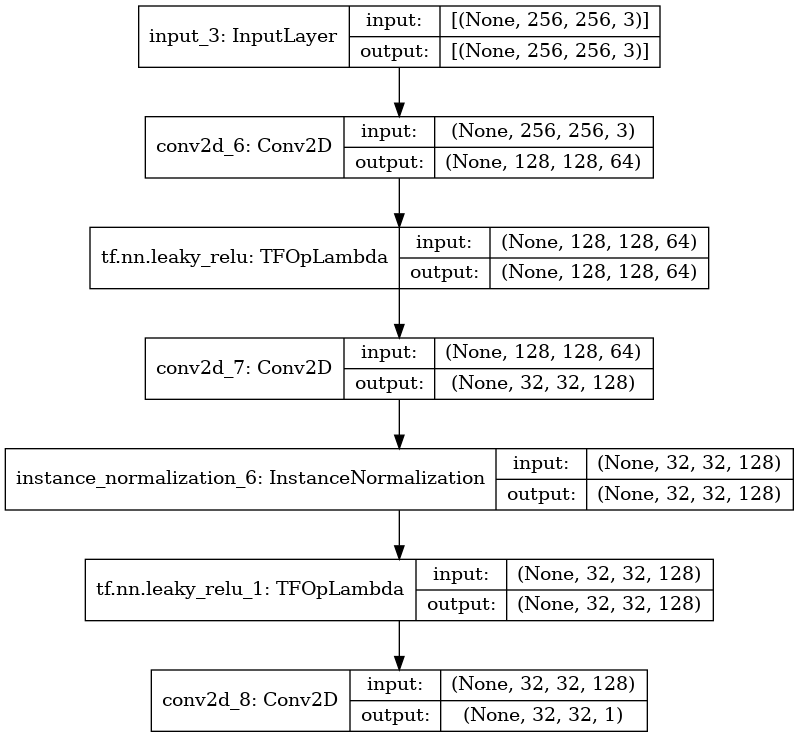 input_3: InputLayer
input:
[(None, 256, 256, 3)]
output:
[(None, 256, 256, 3)]
conv2d_6: Conv2D
input:
(None, 256, 256, 3)
output:
(None, 128, 128, 64)
tf.nn.leaky_relu: TFOpLambda
input:
(None, 128, 128, 64)
output:
(None, 128, 128, 64)
conv2d_7: Conv2D
input:
(None, 128, 128, 64)
output:
(None, 32, 32, 128)
instance_normalization_6: InstanceNormalization
input:
(None, 32, 32, 128)
output:
(None, 32, 32, 128)
tf.nn.leaky_relu_1: TFOpLambda
input:
(None, 32, 32, 128)
output:
(None, 32, 32, 128)
conv2d_8: Conv2D
input:
(None, 32, 32, 128)
output:
(None, 32, 32, 1)